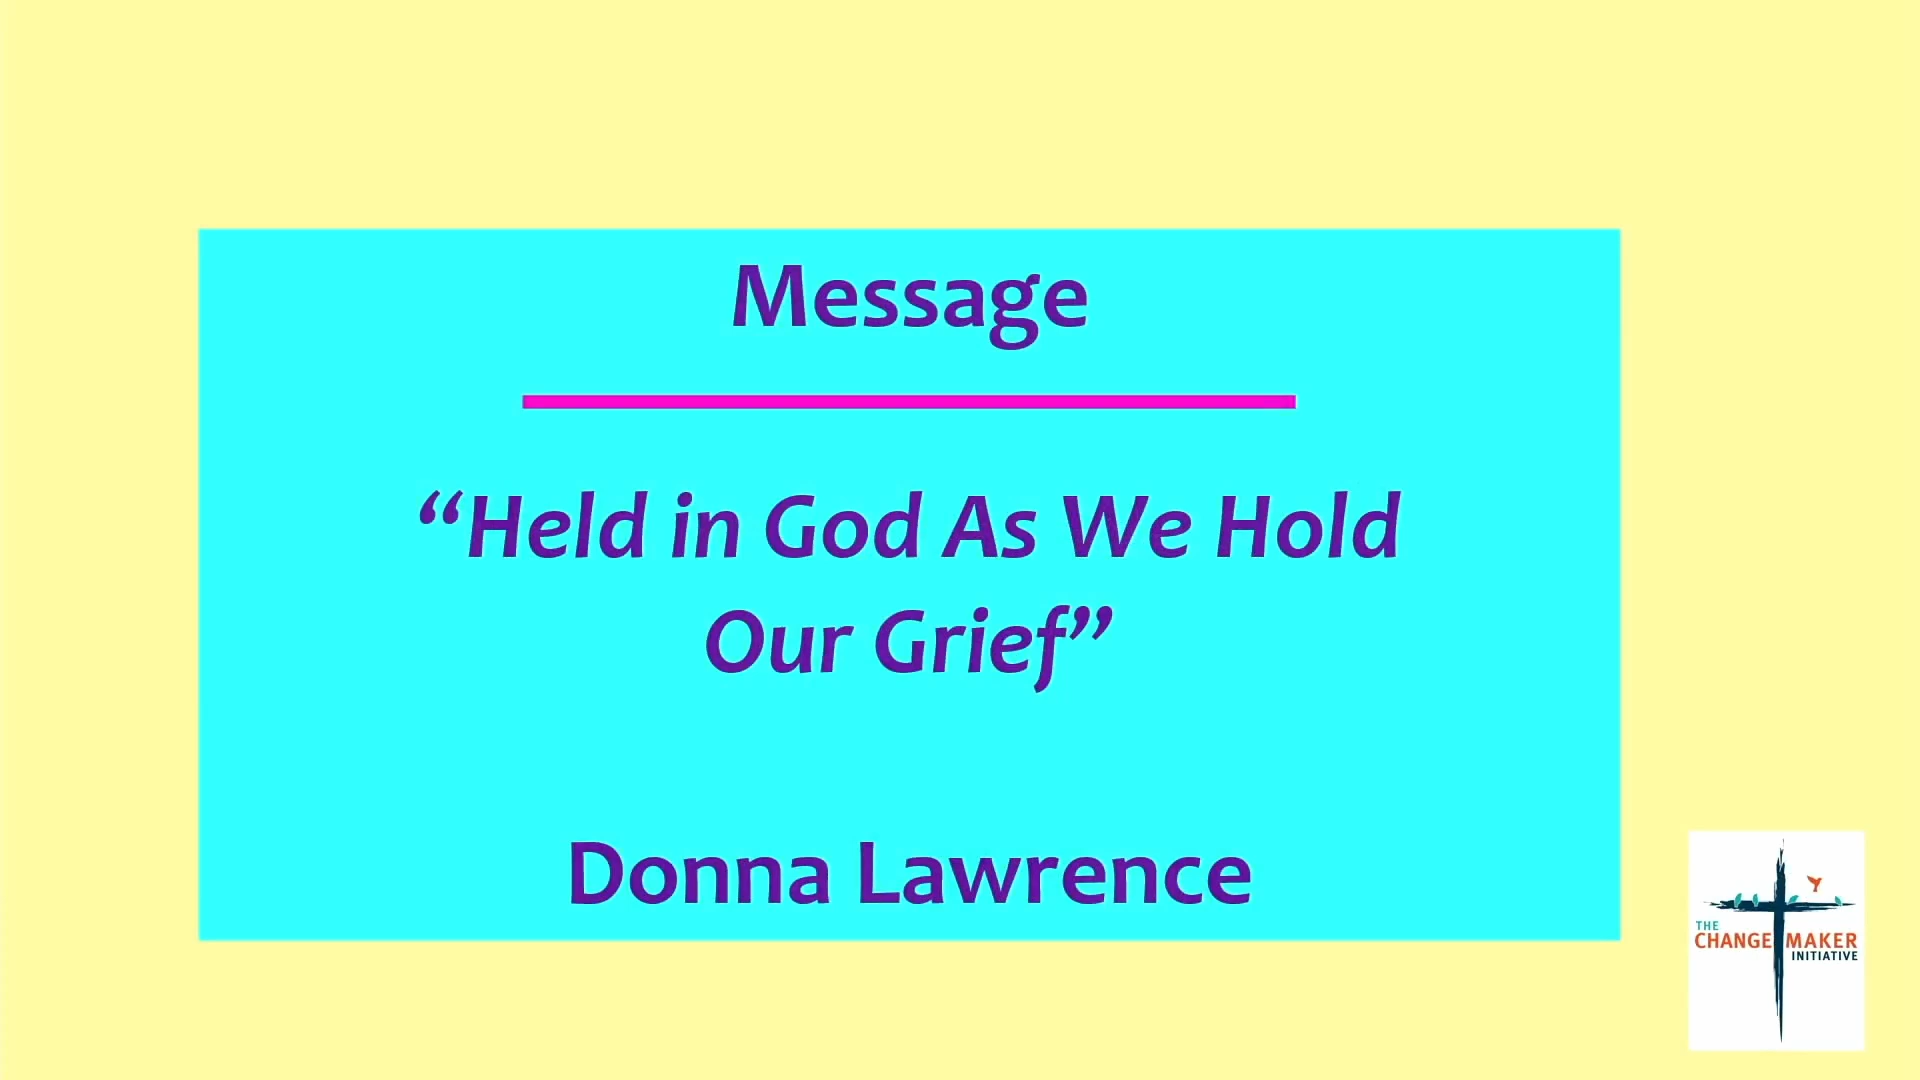 Message
“Held in God As We Hold
Our Grief”
Donna Lawrence
THE
CHANGE MAKER
INITIATIVE